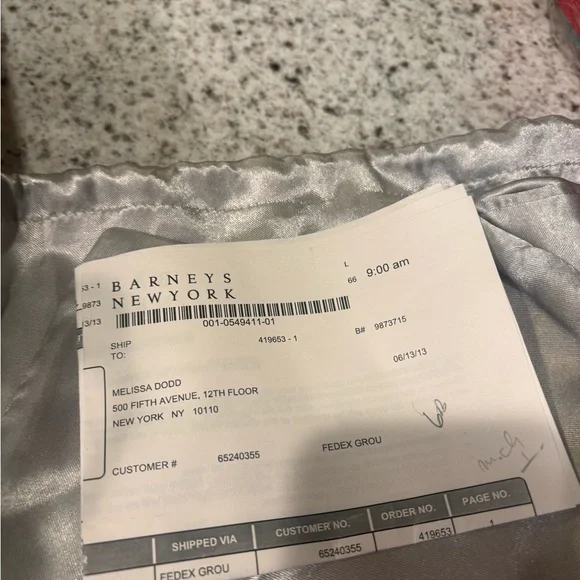 53 - 1
BARNEYS
NEWYORK
L
66 9:00 am
9873
/13/13
001-0549411-01
SHIP
TO:
419653 - 1
B# 9873715
06/13/13
MELISSA DODD
500 FIFTH AVENUE, 12TH FLOOR
NEW YORK NY 10110
CUSTOMER # 65240355
FEDEX GROU
SHIPPED VIA CUSTOMER NO. ORDER NO. PAGE NO.
FEDEX GROU 65240355 419653 1